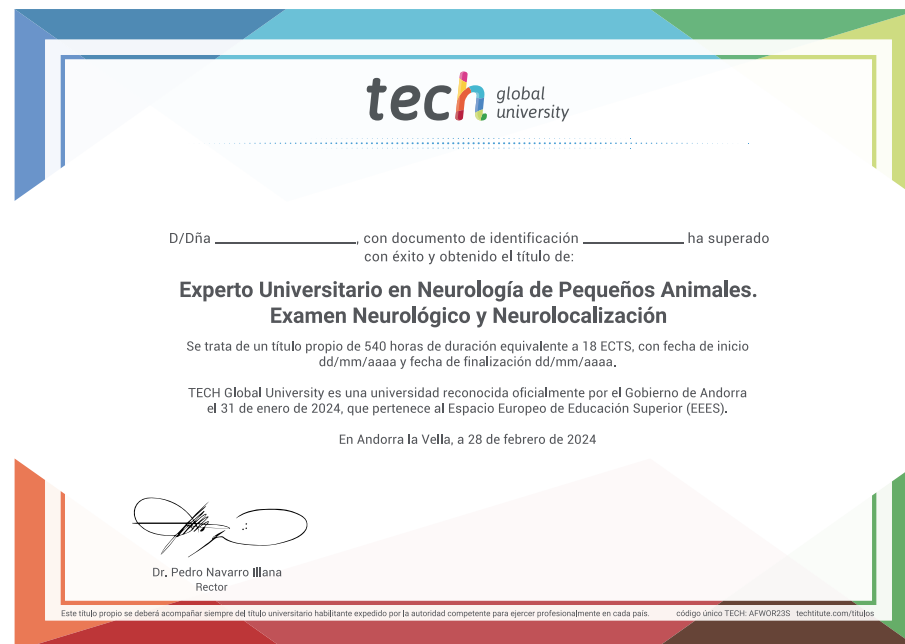 tech global university
D/Dña ____________, con documento de identificación ____________ ha superado
con éxito y obtenido el título de:
Experto Universitario en Neurología de Pequeños Animales.
Examen Neurológico y Neurolocalización
Se trata de un título propio de 540 horas de duración equivalente a 18 ECTS, con fecha de inicio
dd/mm/aaaa y fecha de finalización dd/mm/aaaa.
TECH Global University es una universidad reconocida oficialmente por el Gobierno de Andorra
el 31 de enero de 2024, que pertenece al Espacio Europeo de Educación Superior (EEES).
En Andorra la Vella, a 28 de febrero de 2024
Dr. Pedro Navarro Illana
Rector
Este título propio se deberá acompañar siempre del título universitario habilitante expedido por la autoridad competente para ejercer profesionalmente en cada país. código único TECH: AFWOR23S techtitute.com/titulos